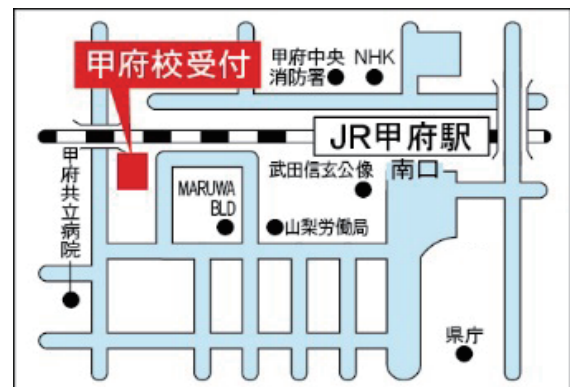 甲府校受付
甲府中央
消防署
NHK
JR甲府駅
南口
武田信玄公像
甲府共立病院
MARUWA
BLD
山梨労働局
県庁